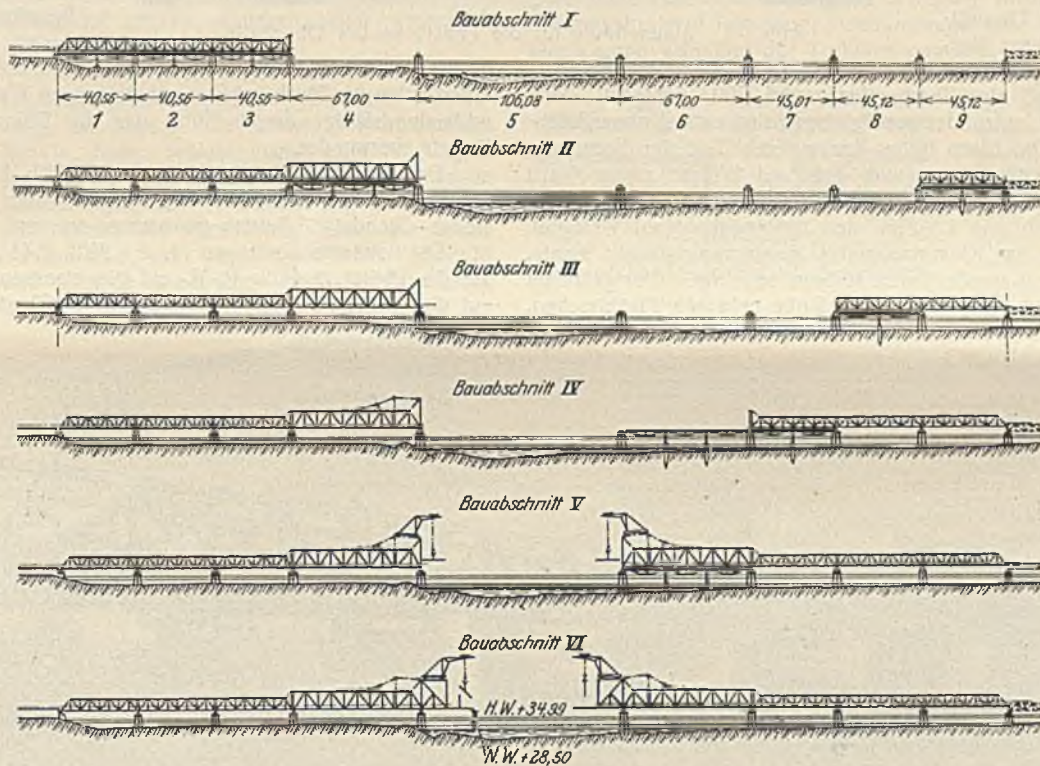 Bauabschnitt I
40,56 40,56 40,56 67,00 106,08 67,00 45,01 45,12 45,12
1 2 3 4 5 6 7 8 9
Bauabschnitt II
Bauabschnitt III
Bauabschnitt IV
Bauabschnitt V
Bauabschnitt VI
H.W.+34,99
N.W.+28,50